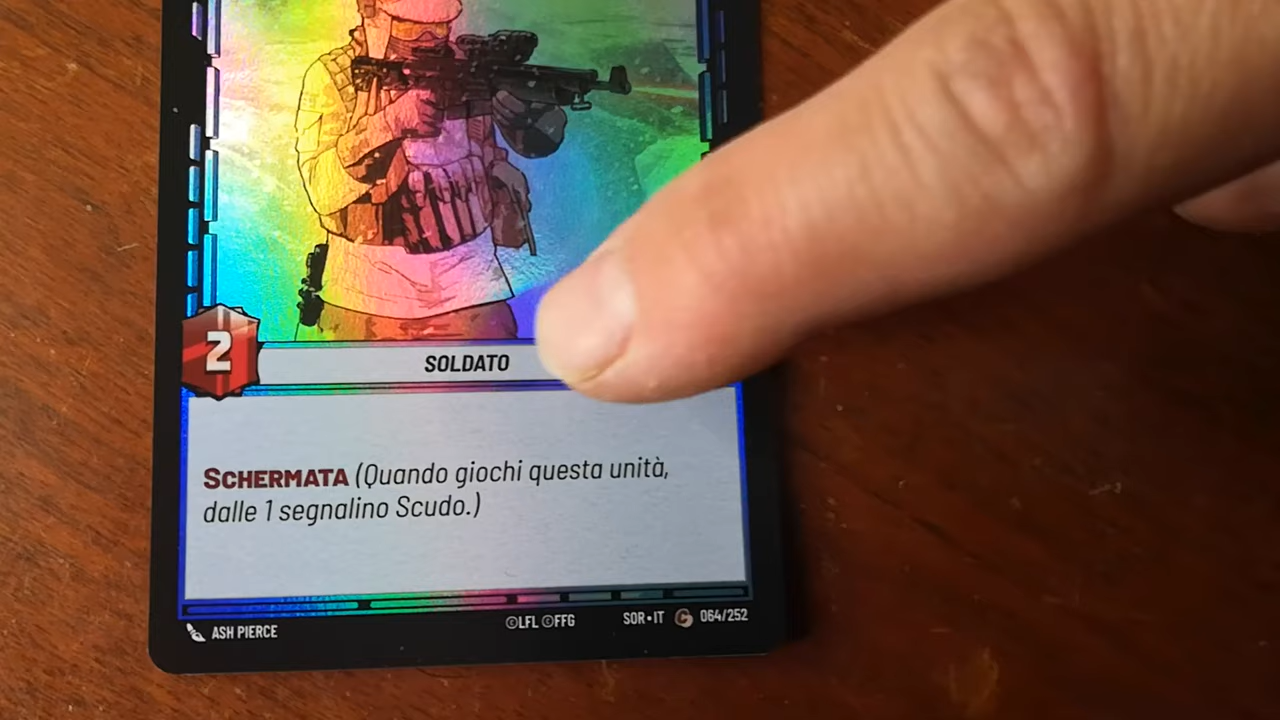 2
SOLDATO
SCHERMATA (Quando giochi questa unità,
dalle 1 segnalino Scudo.)
ASH PIERCE
©LFL ©FFG
SOR•IT C 064/252